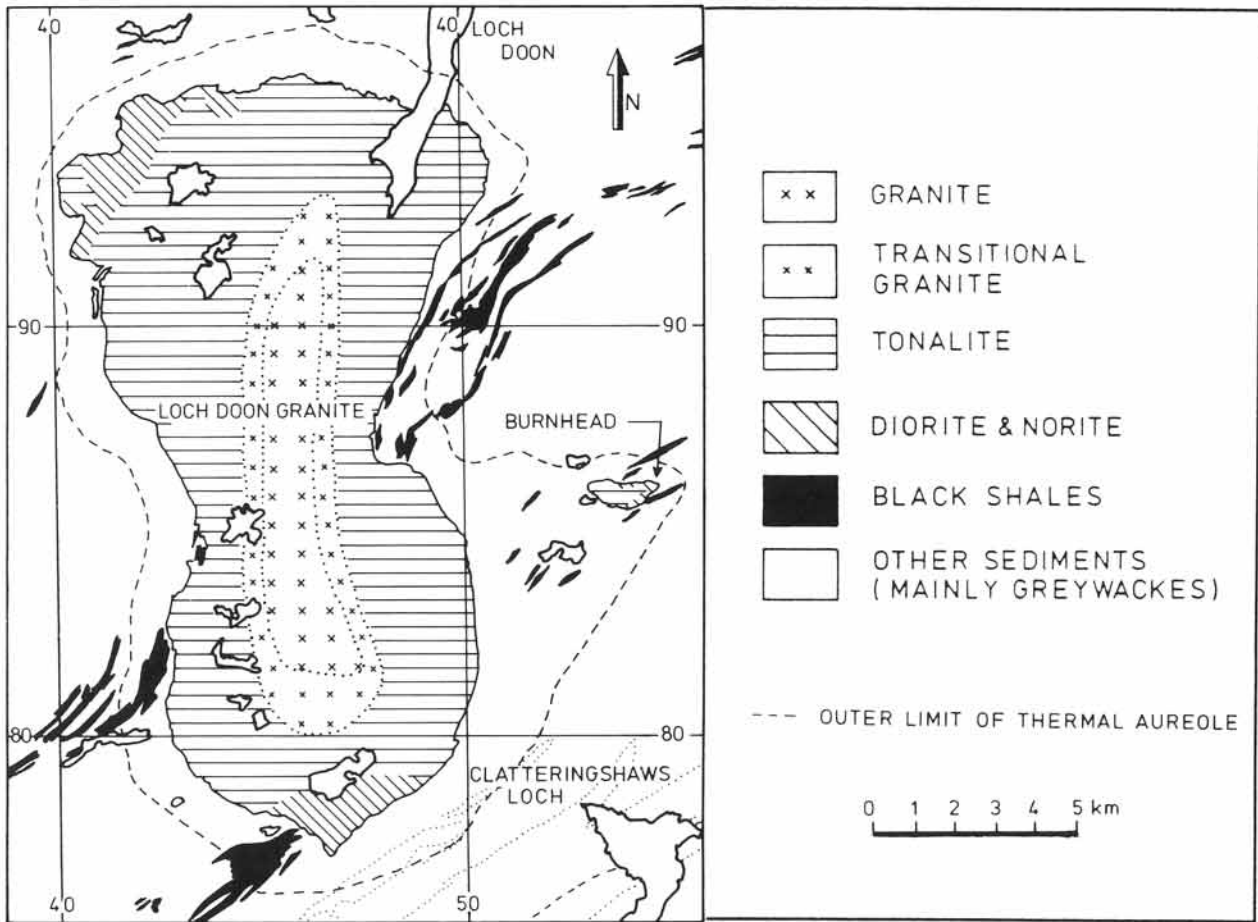 40
40
LOCH
DOON
N
90
90
LOCH DOON GRANITE
BURNHEAD
80
80
CLATTERINGSHAWS
LOCH
40
50
GRANITE
TRANSITIONAL
GRANITE
TONALITE
DIORITE & NORITE
BLACK SHALES
OTHER SEDIMENTS
(MAINLY GREYWACKES)
OUTER LIMIT OF THERMAL AUREOLE
0 1 2 3 4 5 km